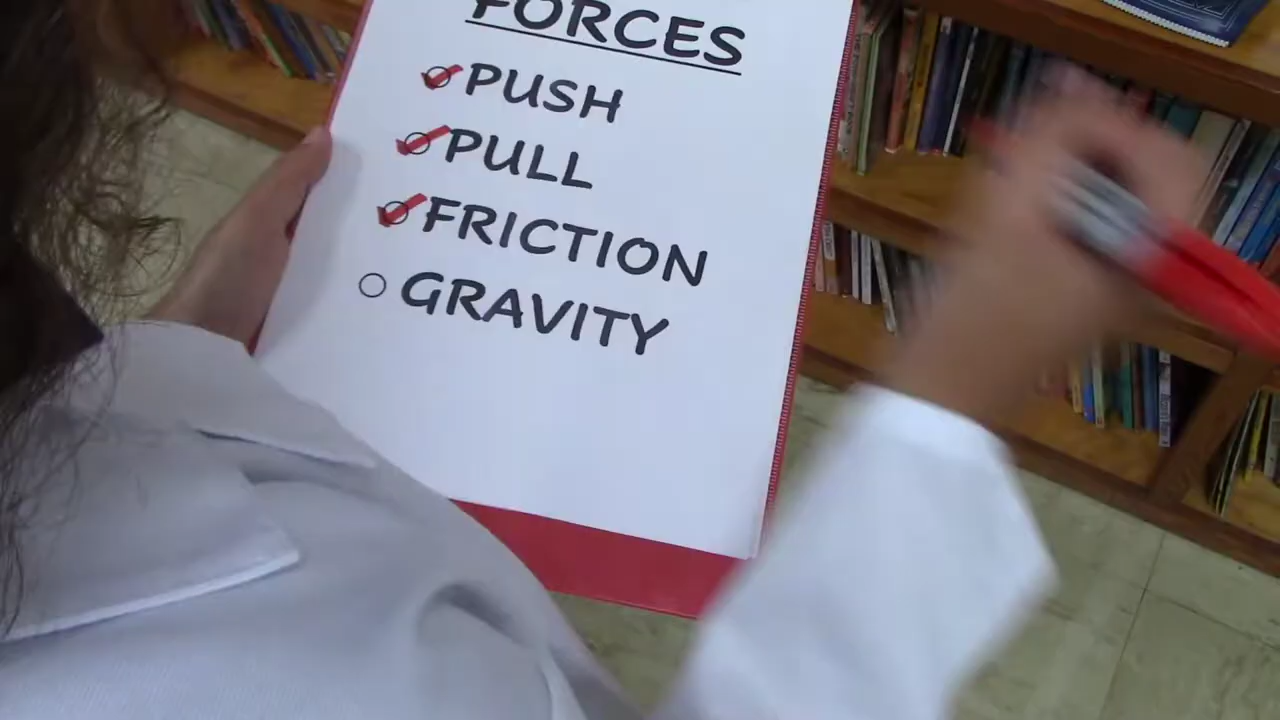 FORCES
PUSH
PULL
FRICTION
GRAVITY